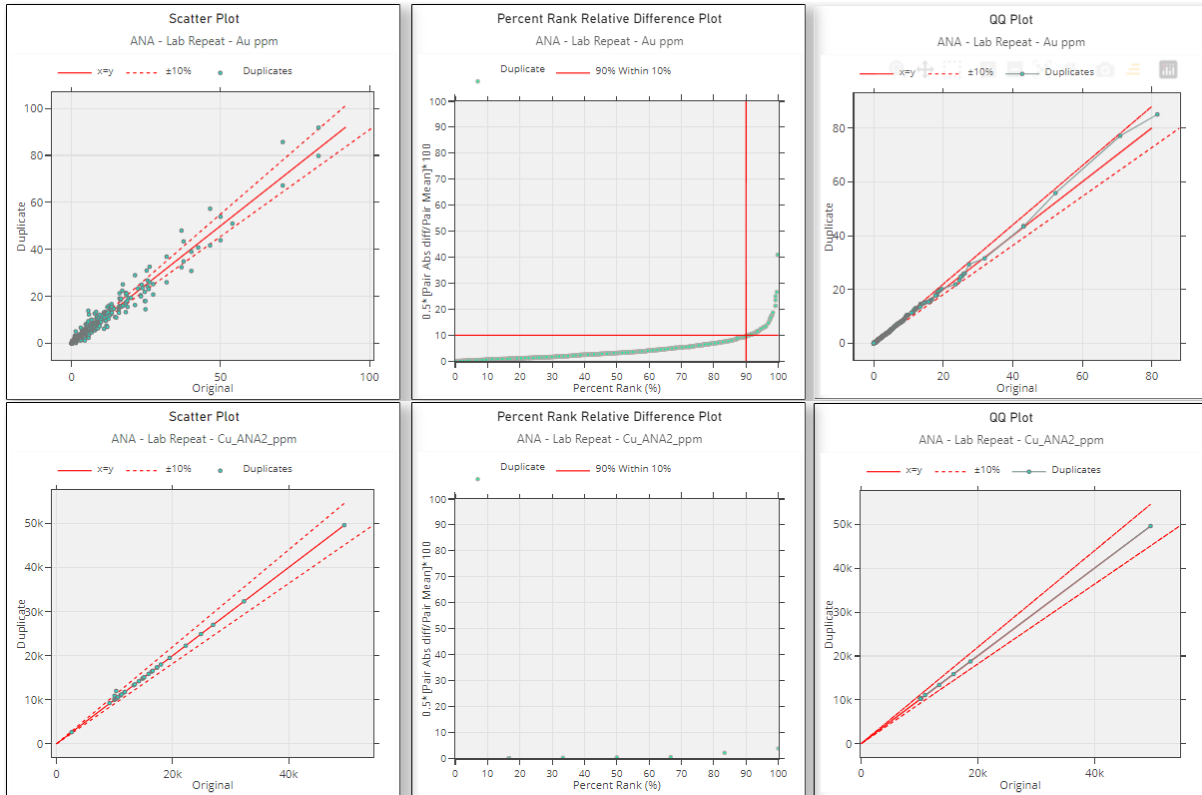 Scatter Plot
ANA - Lab Repeat - Au ppm
x=y ±10% Duplicates
100
80
60
40
20
0
Duplicate
0 50 100
Original
Percent Rank Relative Difference Plot
ANA - Lab Repeat - Au ppm
Duplicate 90% Within 10%
100
90
80
70
60
50
40
30
20
10
0
0.5*[Pair Abs diff/Pair Mean]*100
0 10 20 30 40 50 60 70 80 90 100
Percent Rank (%)
QQ Plot
ANA - Lab Repeat - Au ppm
x=y ±10% Duplicates
80
60
40
20
0
Duplicate
0 20 40 60 80
Original
Scatter Plot
ANA - Lab Repeat - Cu_ANA2_ppm
x=y ±10% Duplicates
50k
40k
30k
20k
10k
0
Duplicate
0 20k 40k
Original
Percent Rank Relative Difference Plot
ANA - Lab Repeat - Cu_ANA2_ppm
Duplicate 90% Within 10%
100
90
80
70
60
50
40
30
20
10
0
0.5*[Pair Abs diff/Pair Mean]*100
0 10 20 30 40 50 60 70 80 90 100
Percent Rank (%)
QQ Plot
ANA - Lab Repeat - Cu_ANA2_ppm
x=y ±10% Duplicates
50k
40k
30k
20k
10k
0
Duplicate
0 20k 40k
Original